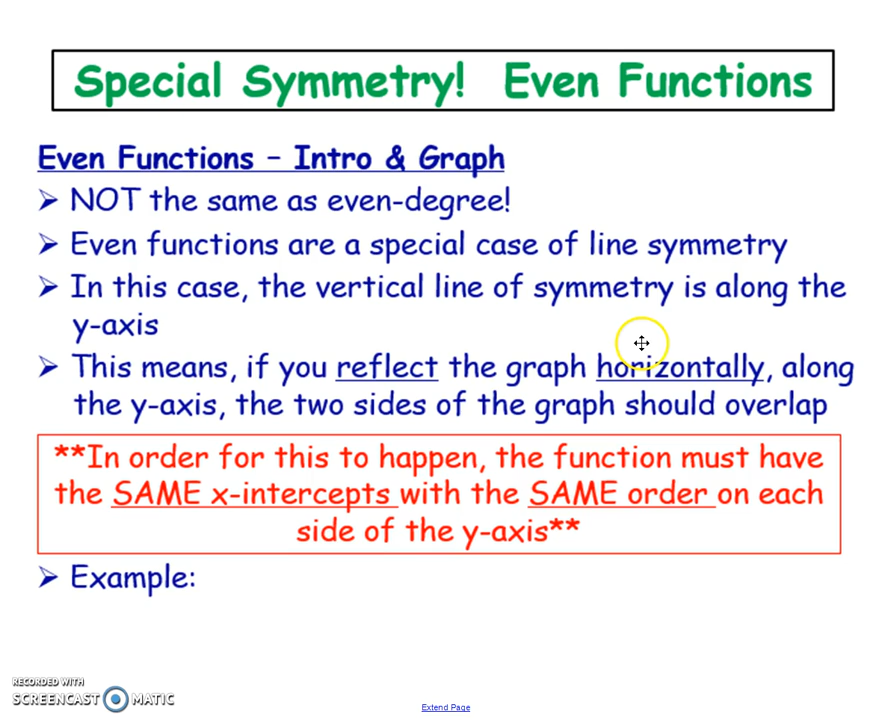 Special Symmetry! Even Functions
Even Functions – Intro & Graph
➢ NOT the same as even-degree!
➢ Even functions are a special case of line symmetry
➢ In this case, the vertical line of symmetry is along the
y-axis
➢ This means, if you reflect the graph horizontally, along
the y-axis, the two sides of the graph should overlap
**In order for this to happen, the function must have
the SAME x-intercepts with the SAME order on each
side of the y-axis**
➢ Example:
RECORDED WITH
SCREENCAST MATIC
Extend Page